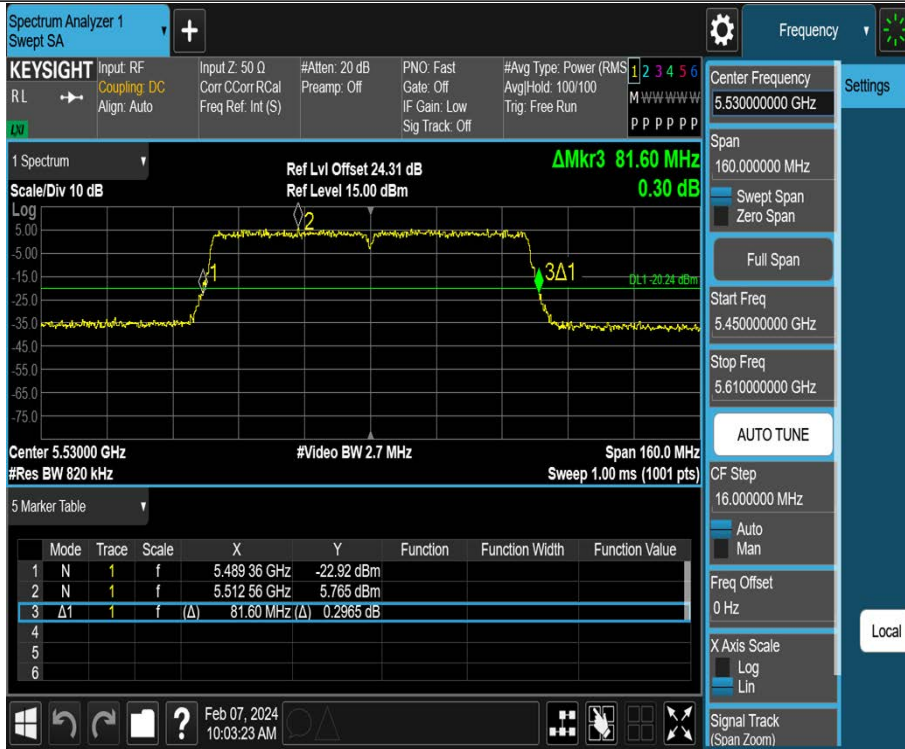 Spectrum Analyzer 1
Swept SA
+
Frequency
KEYSIGHT
RL
LXI
Input: RF
Coupling: DC
Align: Auto
Input Z: 50 Ω
Corr CCorr RCal
Freq Ref: Int (S)
#Atten: 20 dB
Preamp: Off
PNO: Fast
Gate: Off
IF Gain: Low
Sig Track: Off
#Avg Type: Power (RMS
Avg|Hold: 100/100
Trig: Free Run
1 2 3 4 5 6
M W W W W W
P P P P P P
1 Spectrum
Scale/Div 10 dB
Ref Lvl Offset 24.31 dB
Ref Level 15.00 dBm
ΔMkr3 81.60 MHz
0.30 dB
Log
5.00
-5.00
-15.0
-25.0
-35.0
-45.0
-55.0
-65.0
-75.0
2
1
3Δ1
DL1 -20.24 dBm
Center 5.53000 GHz
#Video BW 2.7 MHz
Span 160.0 MHz
#Res BW 820 kHz
Sweep 1.00 ms (1001 pts)
5 Marker Table
Mode Trace Scale X Y Function Function Width Function Value
1 N 1 f 5.489 36 GHz -22.92 dBm
2 N 1 f 5.512 56 GHz 5.765 dBm
3 Δ1 1 f (Δ) 81.60 MHz (Δ) 0.2965 dB
4
5
6
?
Feb 07, 2024
10:03:23 AM
Center Frequency
5.530000000 GHz
Span
160.000000 MHz
Swept Span
Zero Span
Full Span
Start Freq
5.450000000 GHz
Stop Freq
5.610000000 GHz
AUTO TUNE
CF Step
16.000000 MHz
Auto
Man
Freq Offset
0 Hz
X Axis Scale
Log
Lin
Signal Track
(Span Zoom)
Settings
Local